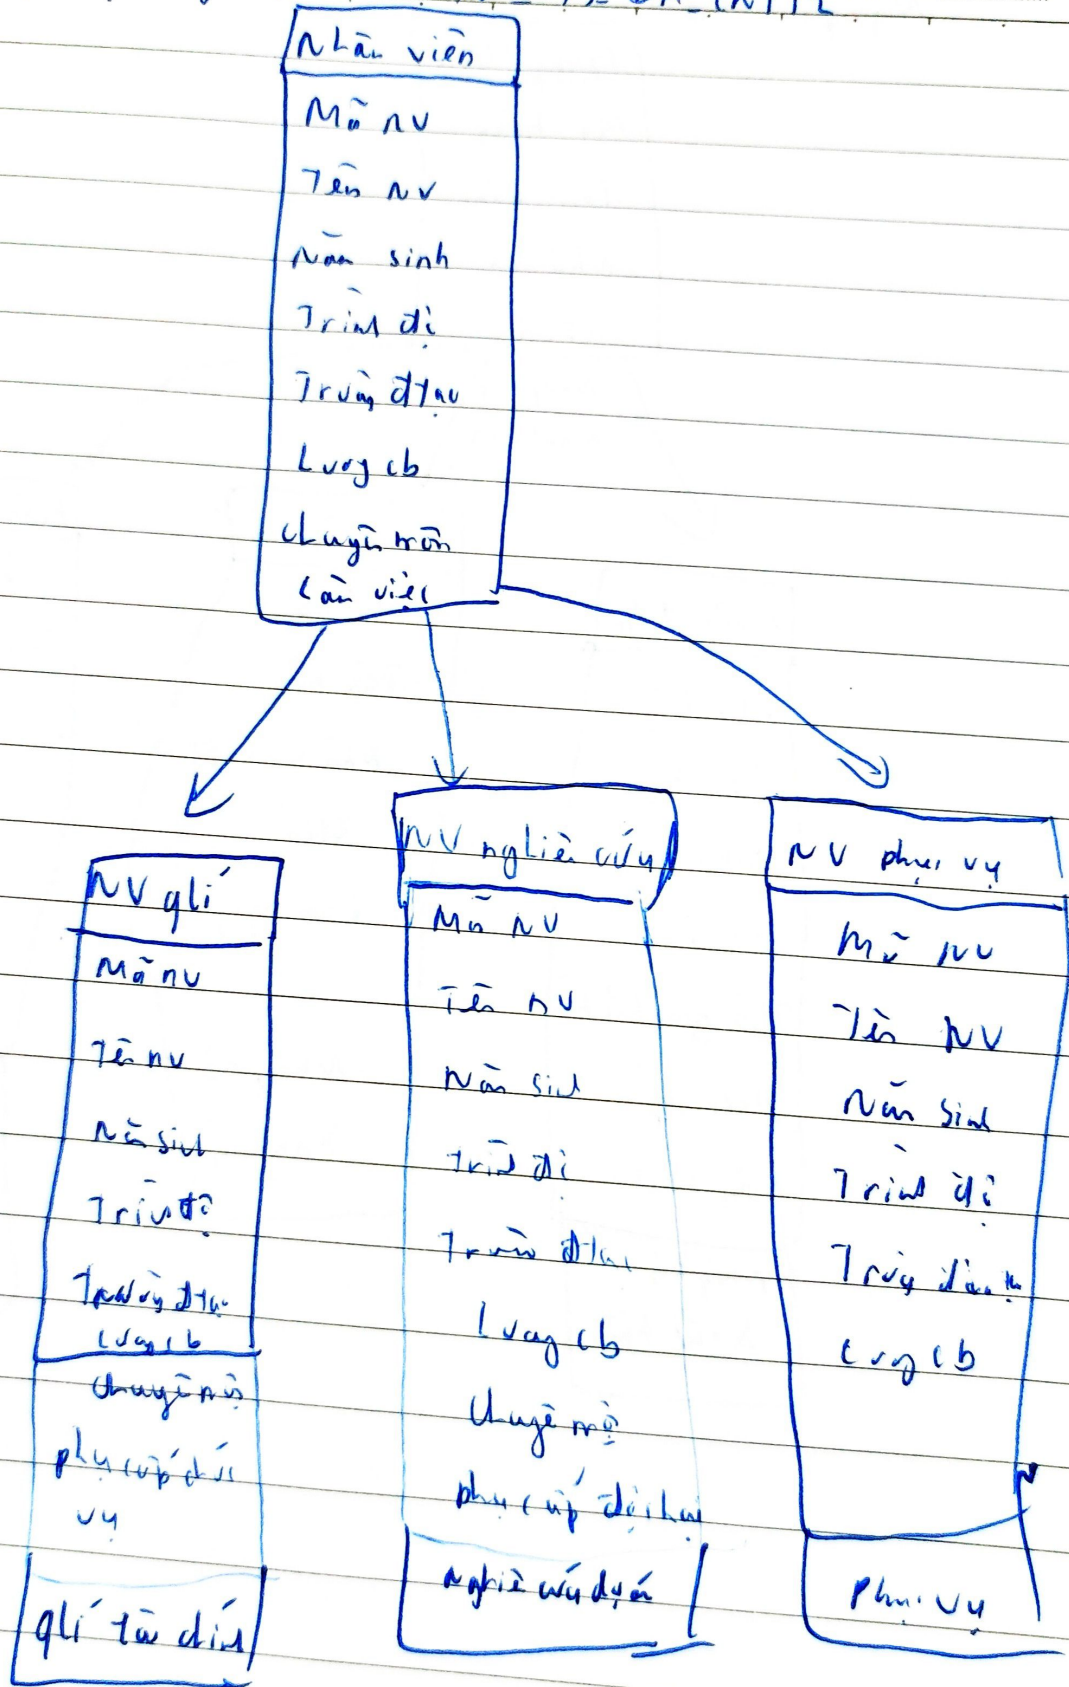 Nhân viên
Mã NV
Tên NV
Năm sinh
Trình độ
Trường đtạo
Lương cb
chuyên môn
Làm việc
NV qlí
Mã nv
Tên nv
Năm sinh
Trình độ
Trường đtạo
Lương cb
chuyên môn
phụ cấp chức
vụ
qlí tài chính
NV nghiên cứu
Mã NV
Tên NV
Năm sinh
Trình độ
Trường đtạo
Lương cb
chuyên môn
phụ cấp độc hại
Nghiên cứu dự án
NV phục vụ
Mã NV
Tên NV
Năm sinh
Trình độ
Trường đào tạo
Lương cb
Phục vụ